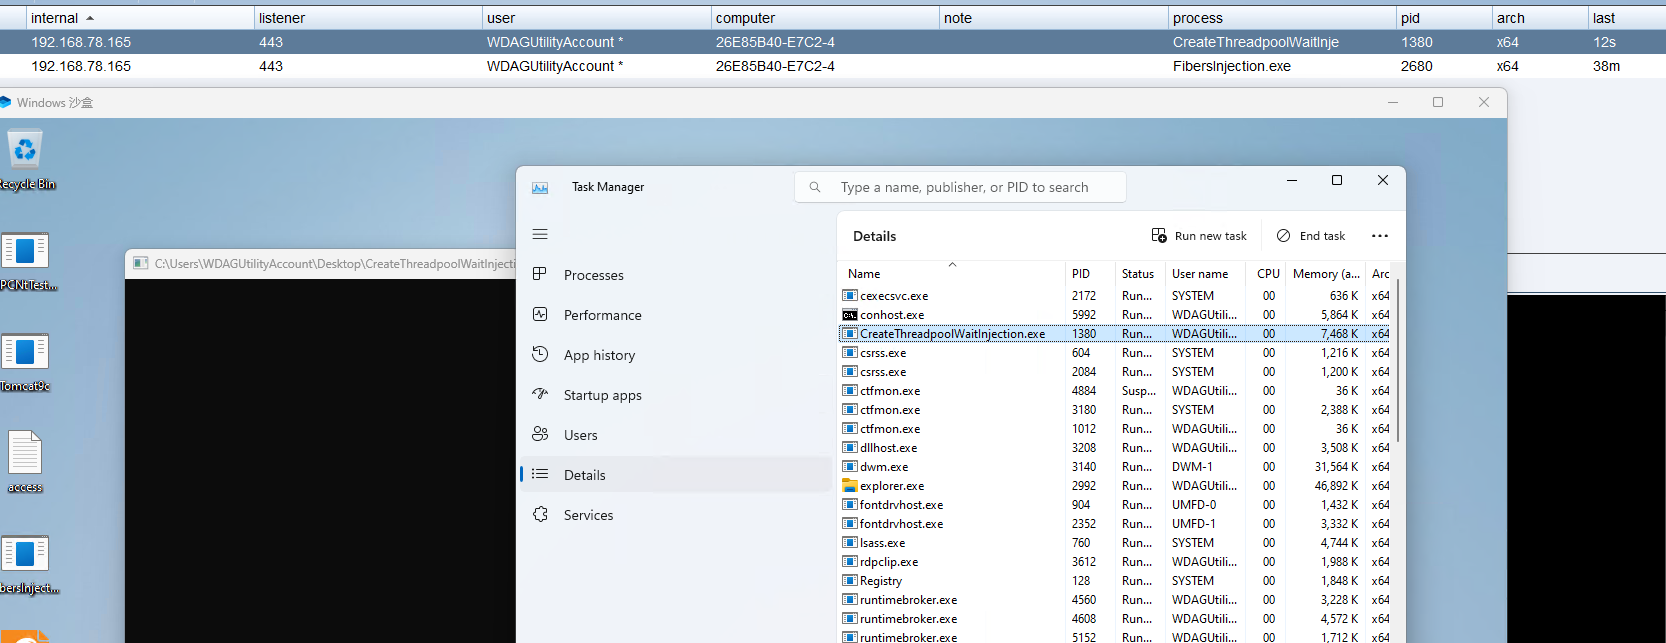 internal listener user computer note process pid arch last
192.168.78.165 443 WDAGUtilityAccount * 26E85B40-E7C2-4 CreateThreadpoolWaitInje 1380 x64 12s
192.168.78.165 443 WDAGUtilityAccount * 26E85B40-E7C2-4 FibersInjection.exe 2680 x64 38m
Windows 沙盒
ecycle Bin
PCNtTest...
Tomcat9c
access
bersInject...
C:\Users\WDAGUtilityAccount\Desktop\CreateThreadpoolWaitInjecti
Task Manager
Type a name, publisher, or PID to search
Processes
Performance
App history
Startup apps
Users
Details
Services
Details
Run new task
End task
Name PID Status User name CPU Memory (a... Arc
cexecsvc.exe 2172 Run... SYSTEM 00 636 K x64
conhost.exe 5992 Run... WDAGUtili... 00 5,864 K x64
CreateThreadpoolWaitInjection.exe 1380 Run... WDAGUtili... 00 7,468 K x64
csrss.exe 604 Run... SYSTEM 00 1,216 K x64
csrss.exe 2084 Run... SYSTEM 00 1,200 K x64
ctfmon.exe 4884 Susp... WDAGUtili... 00 36 K x64
ctfmon.exe 3180 Run... SYSTEM 00 2,388 K x64
ctfmon.exe 1012 Run... WDAGUtili... 00 36 K x64
dllhost.exe 3208 Run... WDAGUtili... 00 3,508 K x64
dwm.exe 3140 Run... DWM-1 00 31,564 K x64
explorer.exe 2992 Run... WDAGUtili... 00 46,892 K x64
fontdrvhost.exe 904 Run... UMFD-0 00 1,432 K x64
fontdrvhost.exe 2352 Run... UMFD-1 00 3,332 K x64
lsass.exe 760 Run... SYSTEM 00 4,744 K x64
rdpclip.exe 3612 Run... WDAGUtili... 00 1,988 K x64
Registry 128 Run... SYSTEM 00 1,848 K x64
runtimebroker.exe 4560 Run... WDAGUtili... 00 3,228 K x64
runtimebroker.exe 4608 Run... WDAGUtili... 00 4,572 K x64
runtimebroker.exe 5152 Run... WDAGUtili... 00 1,712 K x64